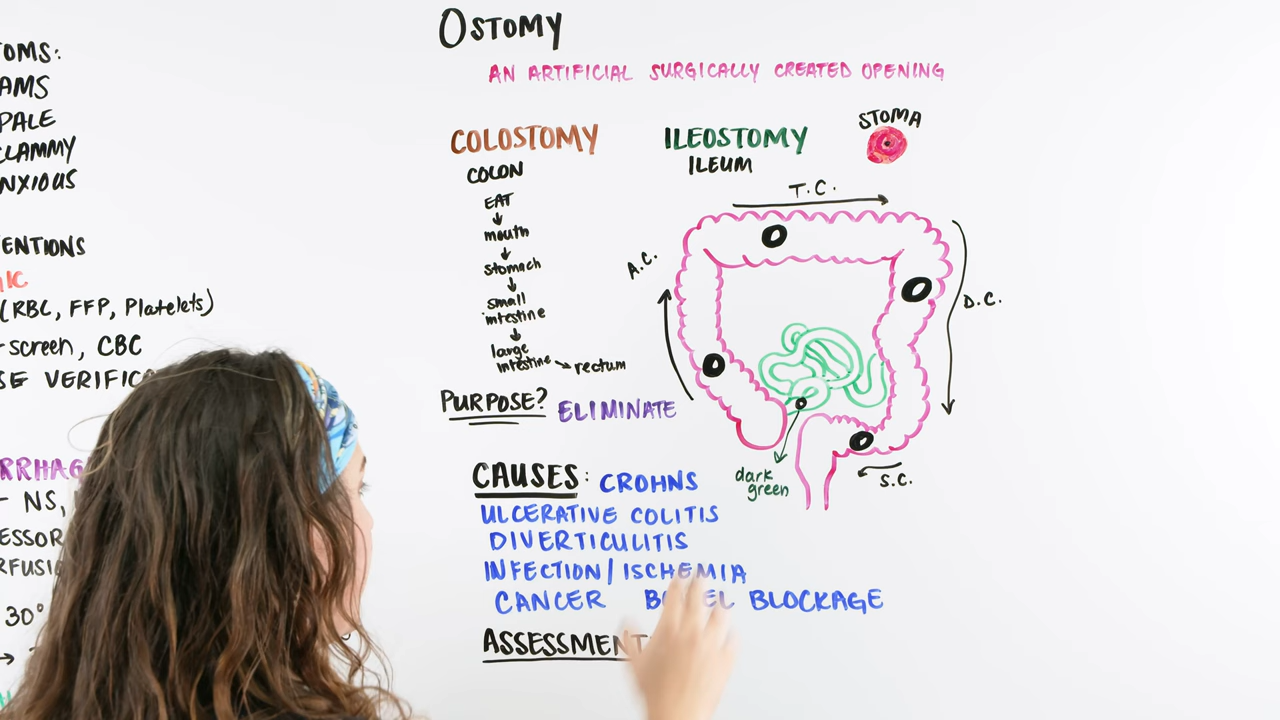 TOMS:
AMS
PALE
CLAMMY
NXIOUS
ENTIONS
IC
(RBC, FFP, Platelets)
screen, CBC
SE VERIFIC
RRHAG
- NS,
ESSOR
RFUSI
30°
OSTOMY
AN ARTIFICIAL SURGICALLY CREATED OPENING
COLOSTOMY
COLON
EAT
↓
mouth
↓
stomach
↓
small
intestine
↓
large
intestine → rectum
PURPOSE? ELIMINATE
ILEOSTOMY
ILEUM
STOMA
T.C.
A.C.
D.C.
S.C.
dark
green
CAUSES: CROHNS
ULCERATIVE COLITIS
DIVERTICULITIS
INFECTION/ISCHEMIA
CANCER BOWEL BLOCKAGE
ASSESSMENT